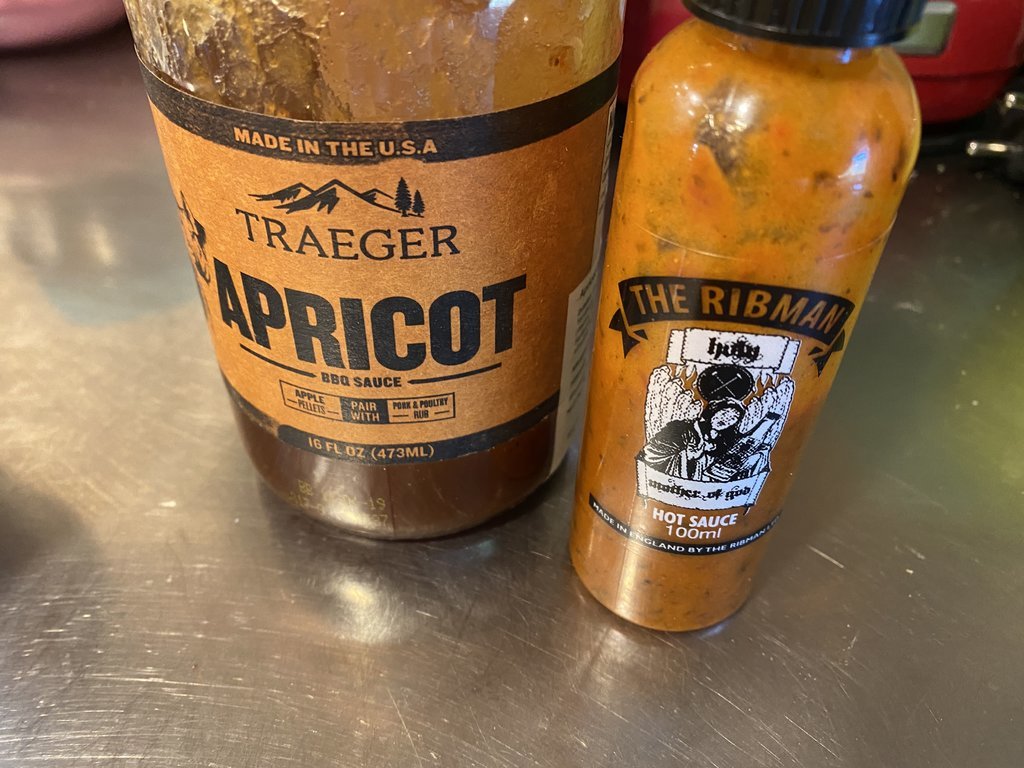 MADE IN THE U.S.A
TRAEGER
APRICOT
BBQ SAUCE
APPLE
PELLETS
PAIR
WITH
PORK & POULTRY
RUB
16 FL OZ (473ML)
THE RIBMAN
holy
mother of god
HOT SAUCE
100ml
MADE IN ENGLAND BY THE RIBMAN